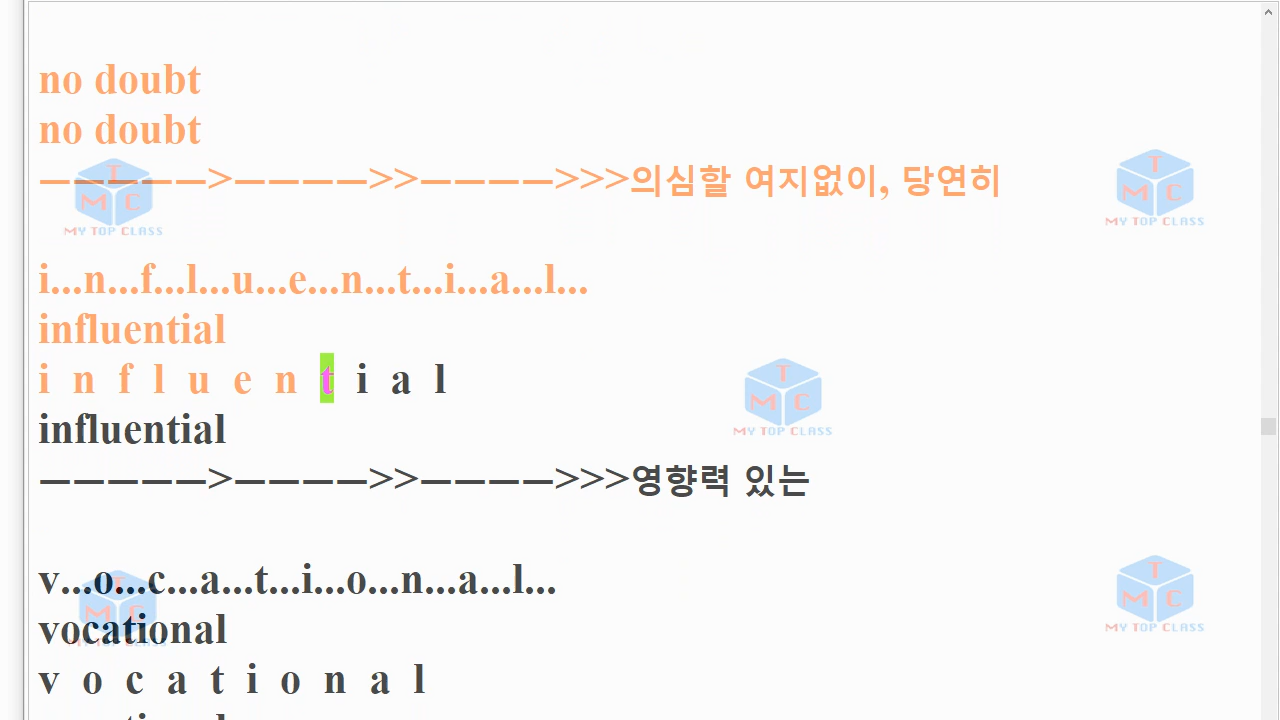 no doubt
no doubt
—————>————>>————>>>의심할 여지없이, 당연히
i...n...f...l...u...e...n...t...i...a...l...
influential
i n f l u e n t i a l
influential
—————>————>>————>>>영향력 있는
v...o...c...a...t...i...o...n...a...l...
vocational
v o c a t i o n a l
T M C
MY TOP CLASS
T M C
MY TOP CLASS
T M C
MY TOP CLASS
T M C
MY TOP CLASS
T M C
MY TOP CLASS